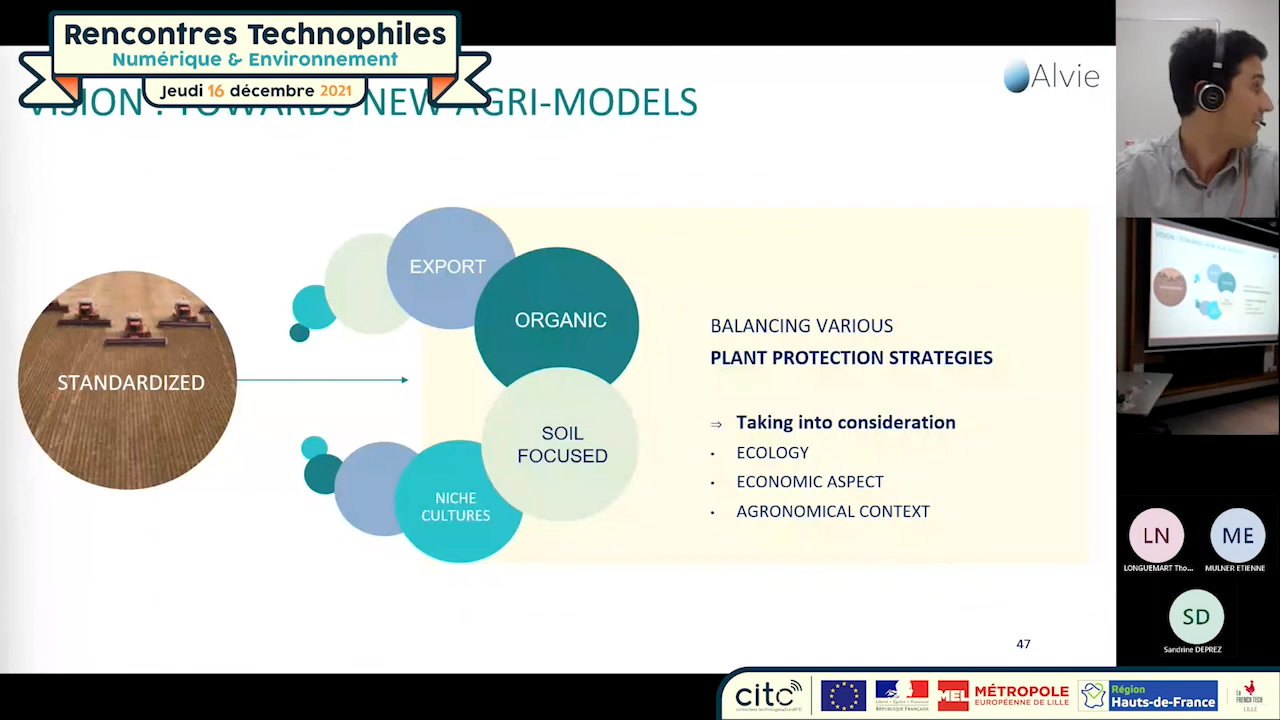 Rencontres Technophiles
Numérique & Environnement
Jeudi 16 décembre 2021
VISION : TOWARDS NEW AGRI-MODELS
Alvie
STANDARDIZED
EXPORT
ORGANIC
SOIL
FOCUSED
NICHE
CULTURES
BALANCING VARIOUS
PLANT PROTECTION STRATEGIES
⇒ Taking into consideration
• ECOLOGY
• ECONOMIC ASPECT
• AGRONOMICAL CONTEXT
47
LN
LONGUEMART Tho...
ME
MULNER ETIENNE
SD
Sandrine DEPREZ
citc
RÉPUBLIQUE FRANÇAISE
MEL
MÉTROPOLE
EUROPÉENNE DE LILLE
Région
Hauts-de-France
La
FRENCH TECH
LILLE